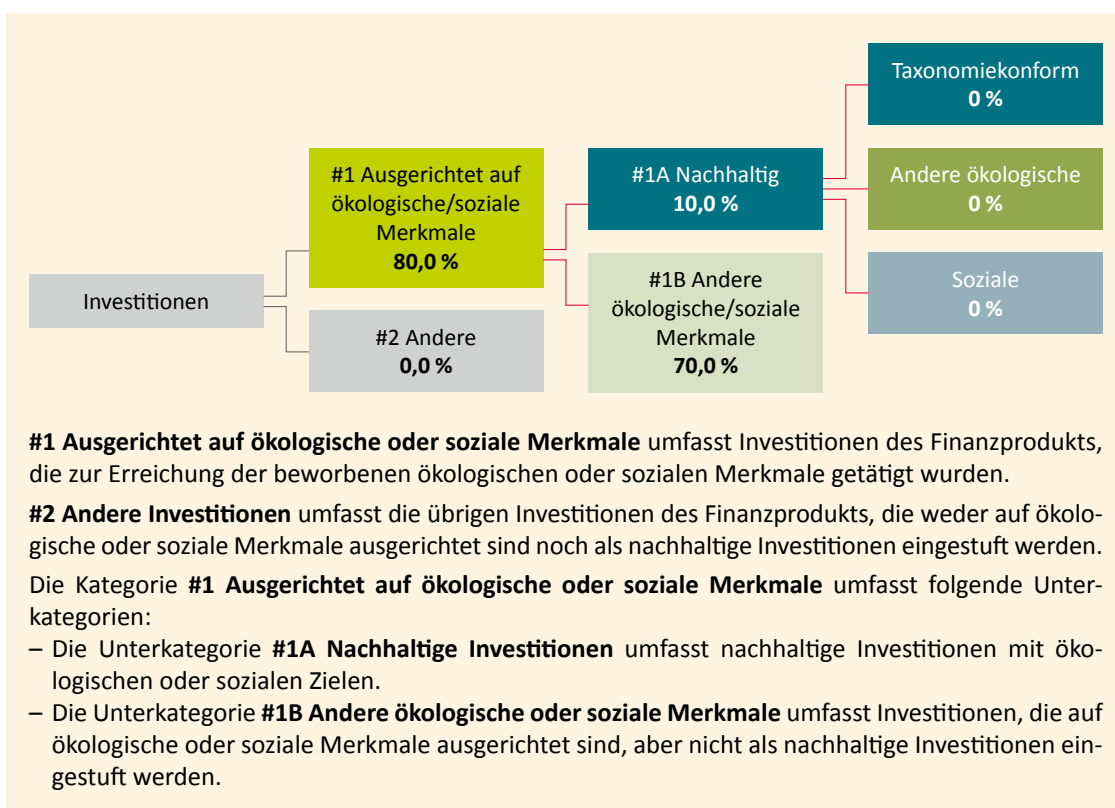 Taxonomiekonform
0 %
#1 Ausgerichtet auf
ökologische/soziale
Merkmale
80,0 %
#1A Nachhaltig
10,0 %
Andere ökologische
0 %
Investitionen
#2 Andere
0,0 %
#1B Andere
ökologische/soziale
Merkmale
70,0 %
Soziale
0 %
#1 Ausgerichtet auf ökologische oder soziale Merkmale umfasst Investitionen des Finanzprodukts,
die zur Erreichung der beworbenen ökologischen oder sozialen Merkmale getätigt wurden.
#2 Andere Investitionen umfasst die übrigen Investitionen des Finanzprodukts, die weder auf ökolo-
gische oder soziale Merkmale ausgerichtet sind noch als nachhaltige Investitionen eingestuft werden.
Die Kategorie #1 Ausgerichtet auf ökologische oder soziale Merkmale umfasst folgende Unter-
kategorien:
– Die Unterkategorie #1A Nachhaltige Investitionen umfasst nachhaltige Investitionen mit öko-
logischen oder sozialen Zielen.
– Die Unterkategorie #1B Andere ökologische oder soziale Merkmale umfasst Investitionen, die auf
ökologische oder soziale Merkmale ausgerichtet sind, aber nicht als nachhaltige Investitionen ein-
gestuft werden.